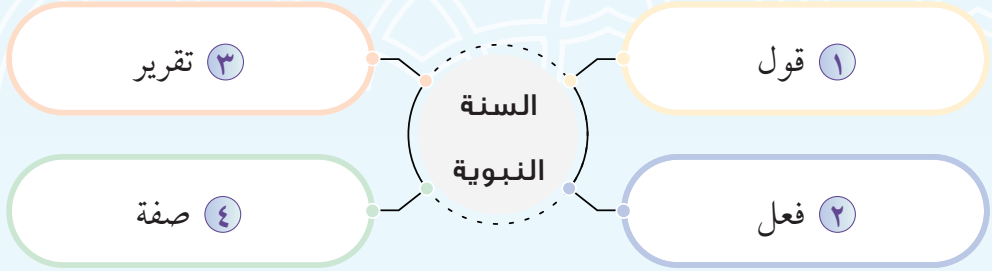 السنة
النبوية
١ قول
٢ فعل
٣ تقرير
٤ صفة